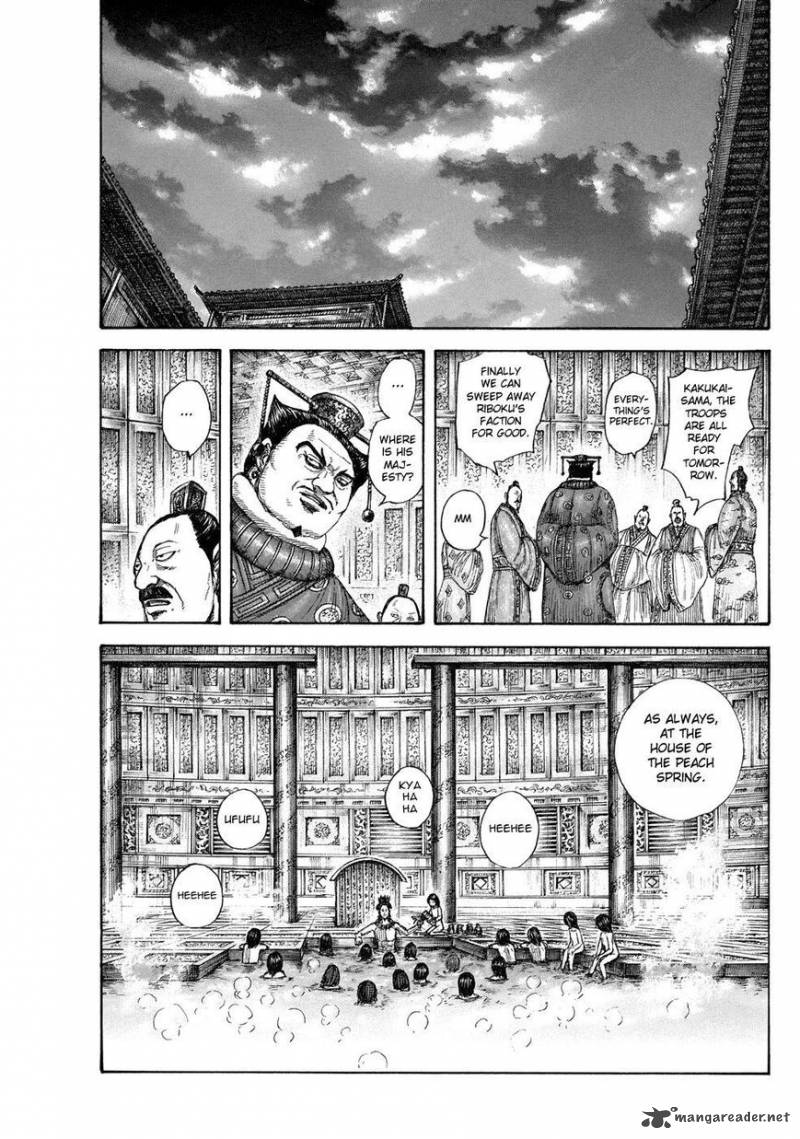 KAKUKAI-
SAMA, THE
TROOPS
ARE ALL
READY
FOR
TOMOR-
ROW.
EVERY-
THING'S
PERFECT.
FINALLY
WE CAN
SWEEP AWAY
RIBOKU'S
FACTION
FOR GOOD.
MM
...
WHERE
IS HIS
MAJ-
ESTY?
...
AS ALWAYS,
AT THE
HOUSE OF
THE PEACH
SPRING.
KYA
HA
HA
HEEHEE
UFUFU
HEEHEE
mangareader.net